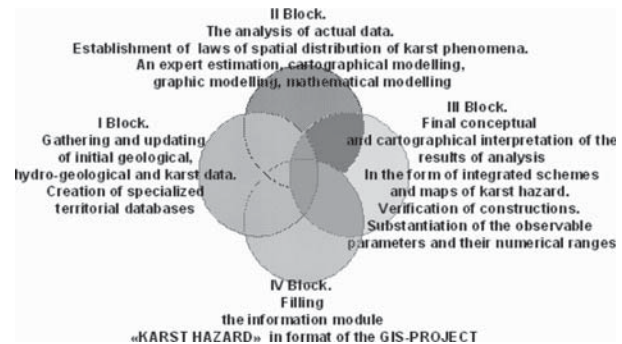 II Block.
The analysis of actual data.
Establishment of laws of spatial distribution of karst phenomena.
An expert estimation, cartographical modelling,
graphic modelling, mathematical modelling
I Block.
Gathering and updating
of initial geological,
hydro-geological and karst data.
Creation of specialized
territorial databases
III Block.
Final conceptual
and cartographical interpretation of the
results of analysis
In the form of integrated schemes
and maps of karst hazard.
Verification of constructions.
Substantiation of the observable
parameters and their numerical ranges
IV Block.
Filling
the information module
«KARST HAZARD» in format of the GIS-PROJECT